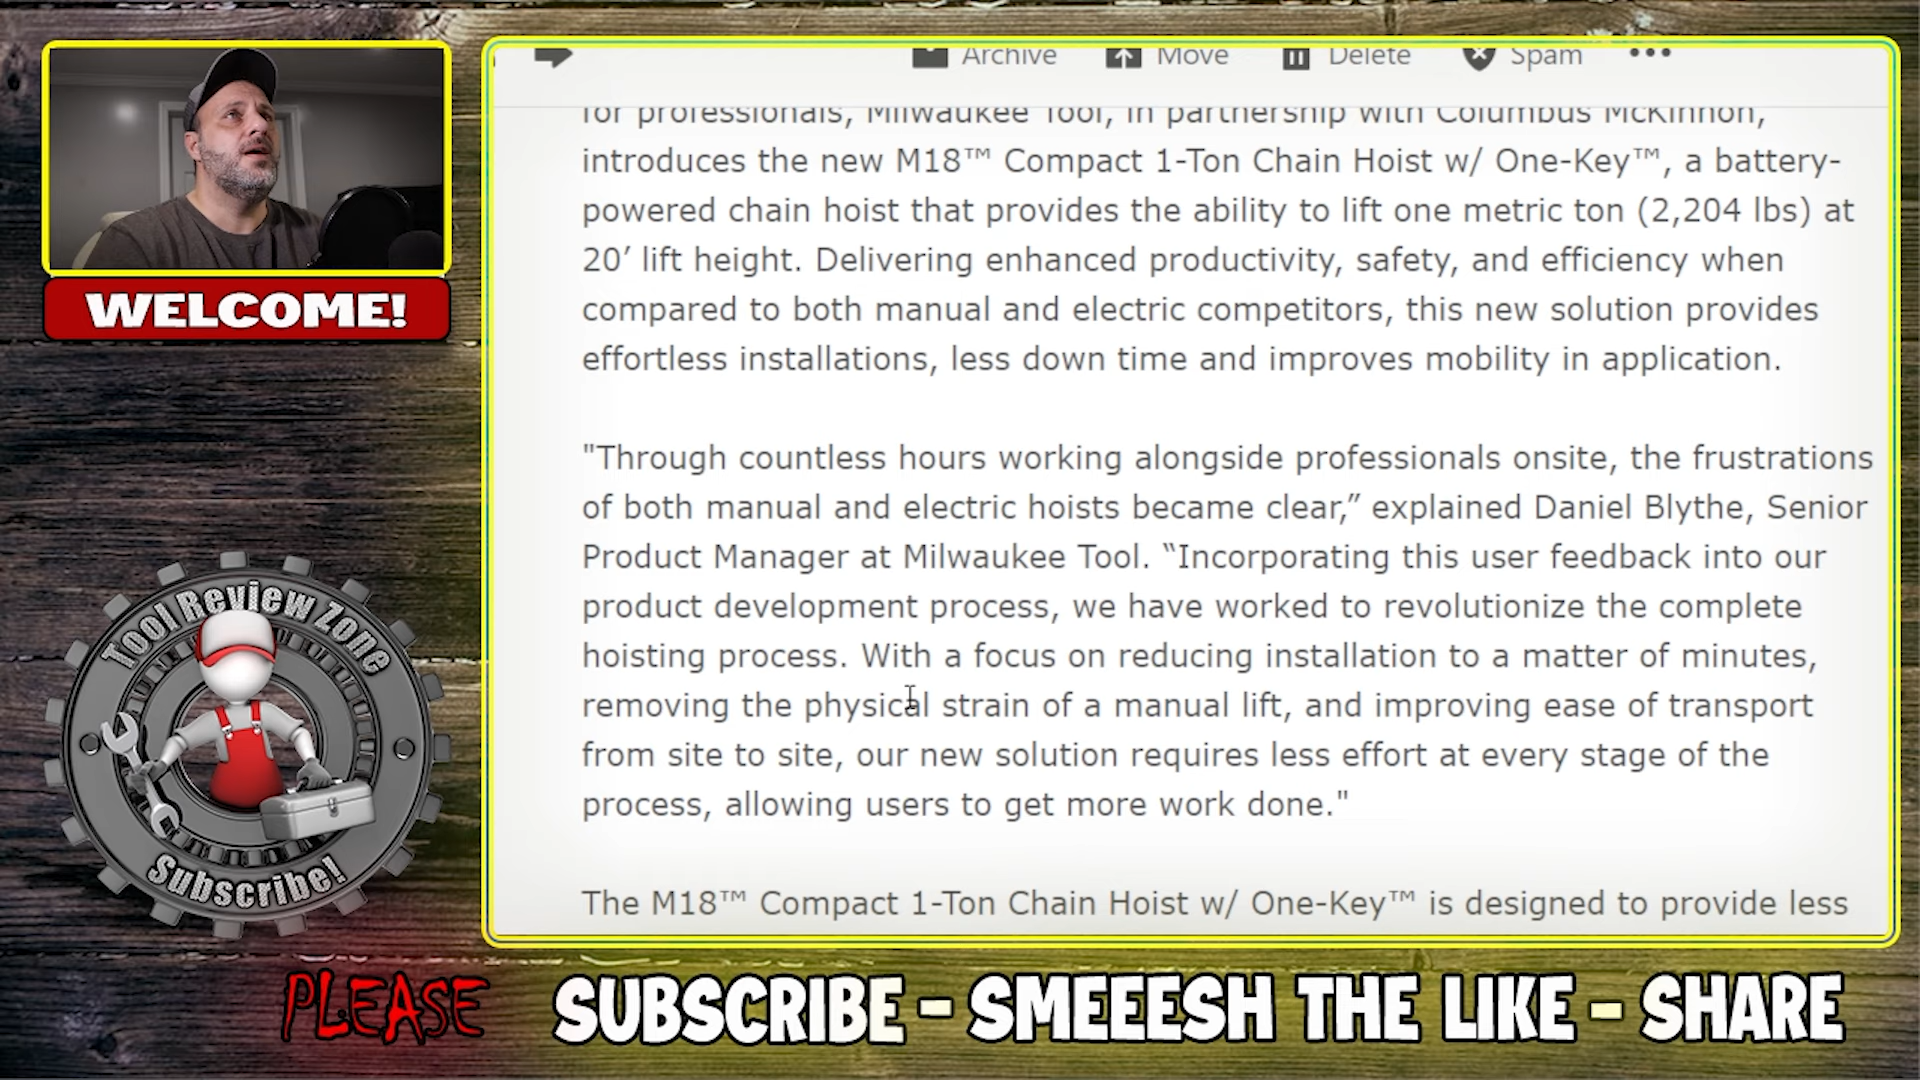 Archive Move Delete Spam
for professionals, Milwaukee Tool, in partnership with Columbus McKinnon,
introduces the new M18™ Compact 1-Ton Chain Hoist w/ One-Key™, a battery-
powered chain hoist that provides the ability to lift one metric ton (2,204 lbs) at
20’ lift height. Delivering enhanced productivity, safety, and efficiency when
compared to both manual and electric competitors, this new solution provides
effortless installations, less down time and improves mobility in application.
"Through countless hours working alongside professionals onsite, the frustrations
of both manual and electric hoists became clear,” explained Daniel Blythe, Senior
Product Manager at Milwaukee Tool. “Incorporating this user feedback into our
product development process, we have worked to revolutionize the complete
hoisting process. With a focus on reducing installation to a matter of minutes,
removing the physical strain of a manual lift, and improving ease of transport
from site to site, our new solution requires less effort at every stage of the
process, allowing users to get more work done."
The M18™ Compact 1-Ton Chain Hoist w/ One-Key™ is designed to provide less
WELCOME!
Tool Review Zone
Subscribe!
PLEASE SUBSCRIBE - SMEEESH THE LIKE - SHARE